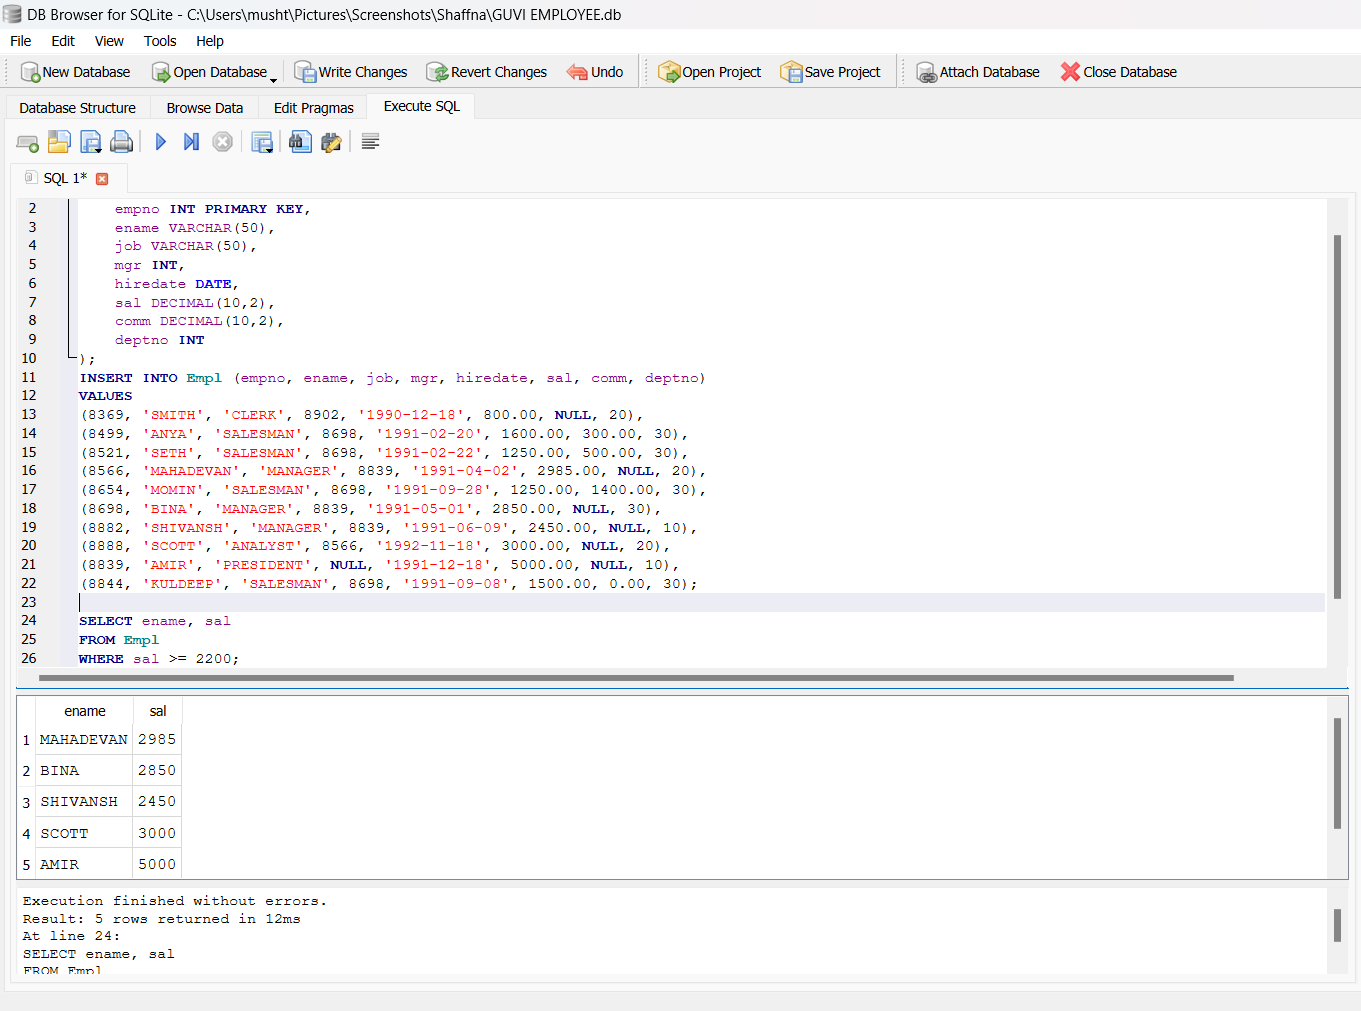 DB Browser for SQLite - C:\Users\musht\Pictures\Screenshots\Shaffna\GUVI EMPLOYEE.db
File Edit View Tools Help
New Database Open Database Write Changes Revert Changes Undo Open Project Save Project Attach Database Close Database
Database Structure Browse Data Edit Pragmas Execute SQL
SQL 1*
2 empno INT PRIMARY KEY,
3 ename VARCHAR(50),
4 job VARCHAR(50),
5 mgr INT,
6 hiredate DATE,
7 sal DECIMAL(10,2),
8 comm DECIMAL(10,2),
9 deptno INT
10 );
11 INSERT INTO Empl (empno, ename, job, mgr, hiredate, sal, comm, deptno)
12 VALUES
13 (8369, 'SMITH', 'CLERK', 8902, '1990-12-18', 800.00, NULL, 20),
14 (8499, 'ANYA', 'SALESMAN', 8698, '1991-02-20', 1600.00, 300.00, 30),
15 (8521, 'SETH', 'SALESMAN', 8698, '1991-02-22', 1250.00, 500.00, 30),
16 (8566, 'MAHADEVAN', 'MANAGER', 8839, '1991-04-02', 2985.00, NULL, 20),
17 (8654, 'MOMIN', 'SALESMAN', 8698, '1991-09-28', 1250.00, 1400.00, 30),
18 (8698, 'BINA', 'MANAGER', 8839, '1991-05-01', 2850.00, NULL, 30),
19 (8882, 'SHIVANSH', 'MANAGER', 8839, '1991-06-09', 2450.00, NULL, 10),
20 (8888, 'SCOTT', 'ANALYST', 8566, '1992-11-18', 3000.00, NULL, 20),
21 (8839, 'AMIR', 'PRESIDENT', NULL, '1991-12-18', 5000.00, NULL, 10),
22 (8844, 'KULDEEP', 'SALESMAN', 8698, '1991-09-08', 1500.00, 0.00, 30);
23
24 SELECT ename, sal
25 FROM Empl
26 WHERE sal >= 2200;
ename sal
1 MAHADEVAN 2985
2 BINA 2850
3 SHIVANSH 2450
4 SCOTT 3000
5 AMIR 5000
Execution finished without errors.
Result: 5 rows returned in 12ms
At line 24:
SELECT ename, sal
FROM Empl